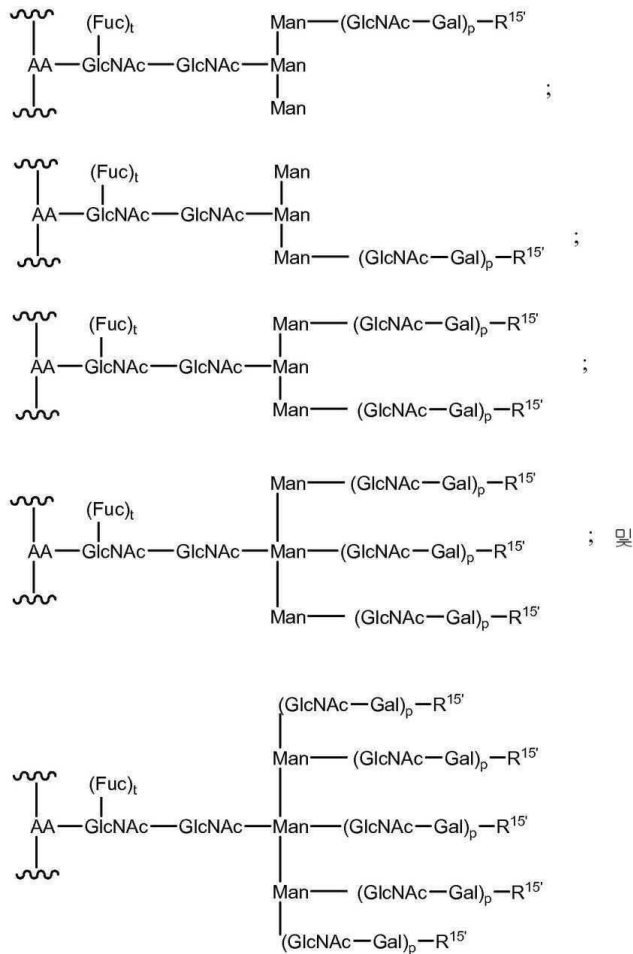 (Fuc)t Man—(GlcNAc—Gal)p—R15'
AA—GlcNAc—GlcNAc—Man
Man ;
(Fuc)t Man
AA—GlcNAc—GlcNAc—Man
Man—(GlcNAc—Gal)p—R15' ;
(Fuc)t Man—(GlcNAc—Gal)p—R15'
AA—GlcNAc—GlcNAc—Man ;
Man—(GlcNAc—Gal)p—R15'
Man—(GlcNAc—Gal)p—R15'
(Fuc)t
AA—GlcNAc—GlcNAc—Man—(GlcNAc—Gal)p—R15' ; 및
Man—(GlcNAc—Gal)p—R15'
(GlcNAc—Gal)p—R15'
Man—(GlcNAc—Gal)p—R15'
(Fuc)t
AA—GlcNAc—GlcNAc—Man—(GlcNAc—Gal)p—R15'
Man—(GlcNAc—Gal)p—R15'
(GlcNAc—Gal)p—R15'